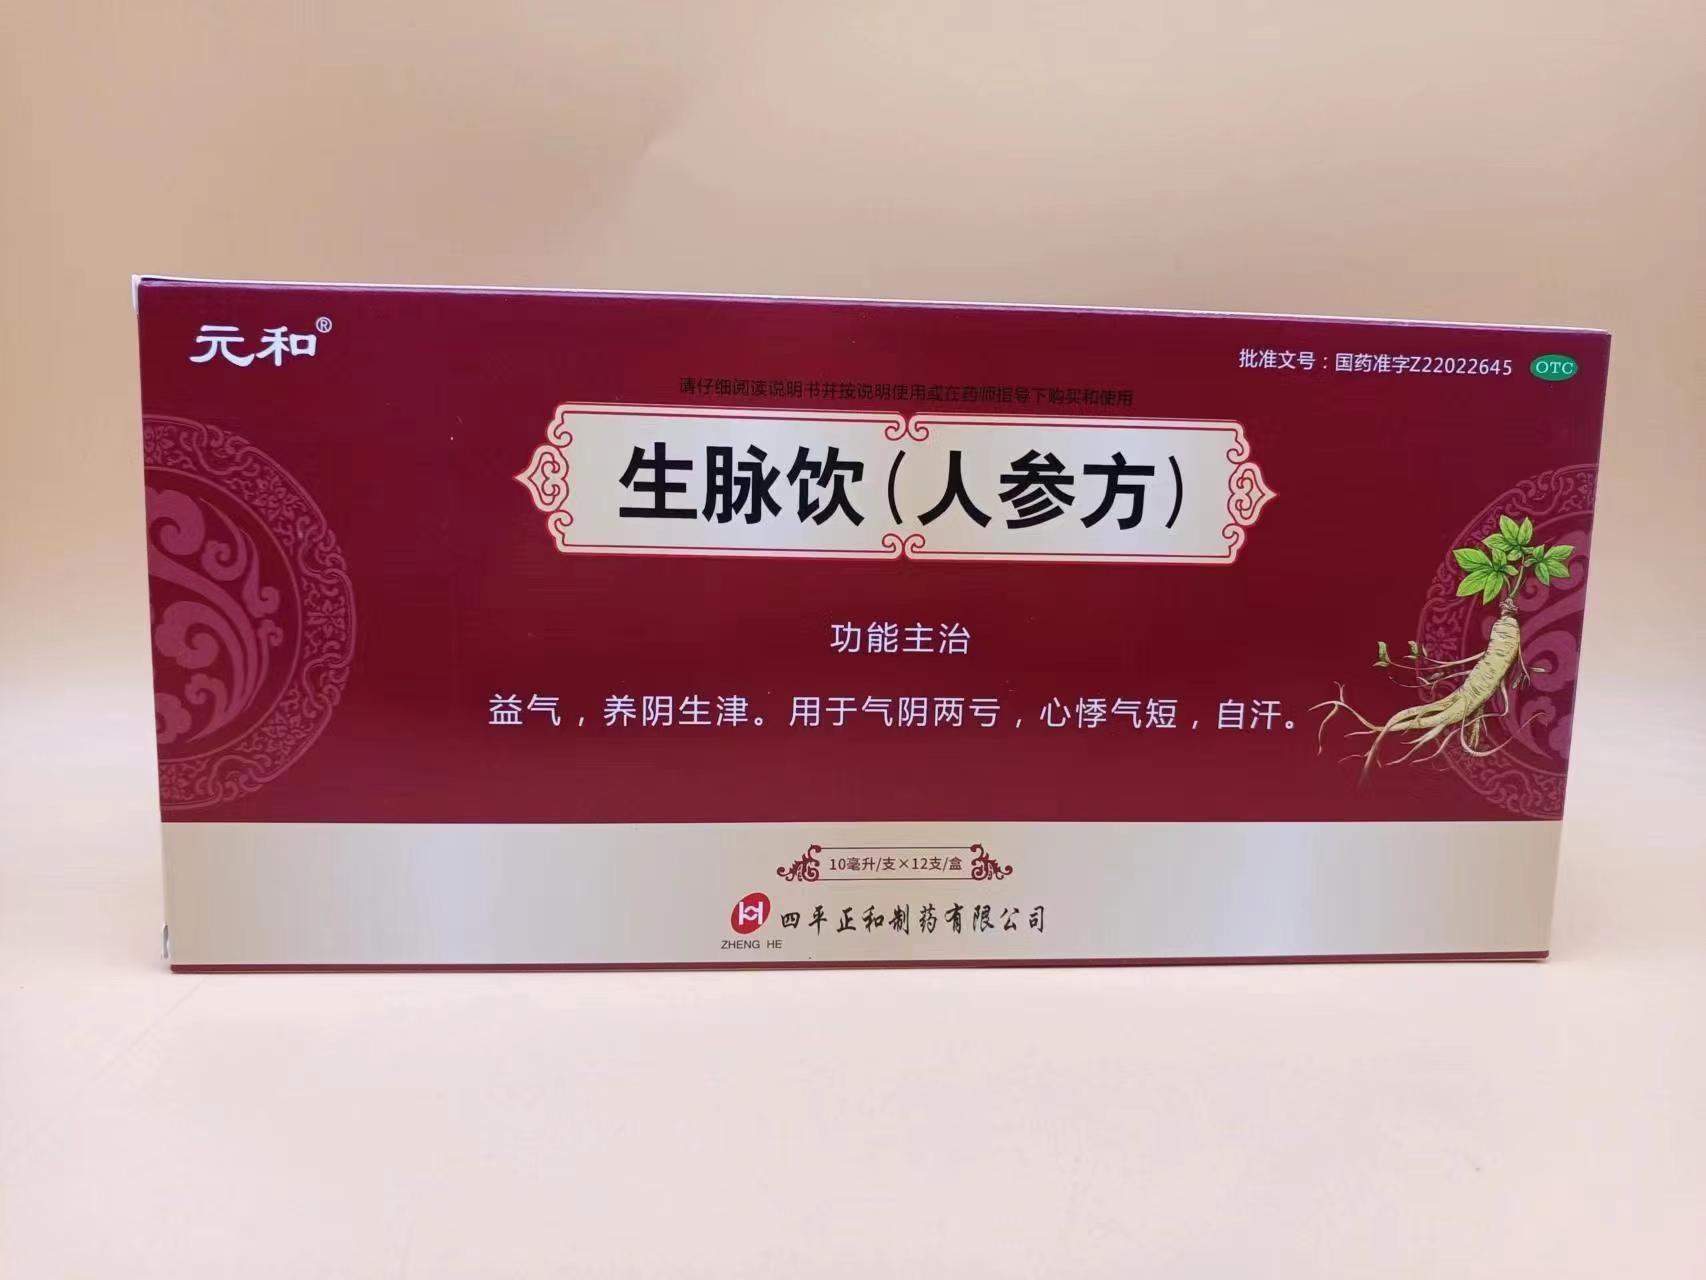 元和®
批准文号：国药准字Z22022645 OTC
请仔细阅读说明书并按说明使用或在药师指导下购买和使用
生脉饮（人参方）
功能主治
益气，养阴生津。用于气阴两亏，心悸气短，自汗。
10毫升/支×12支/盒
四平正和制药有限公司
ZHENG HE